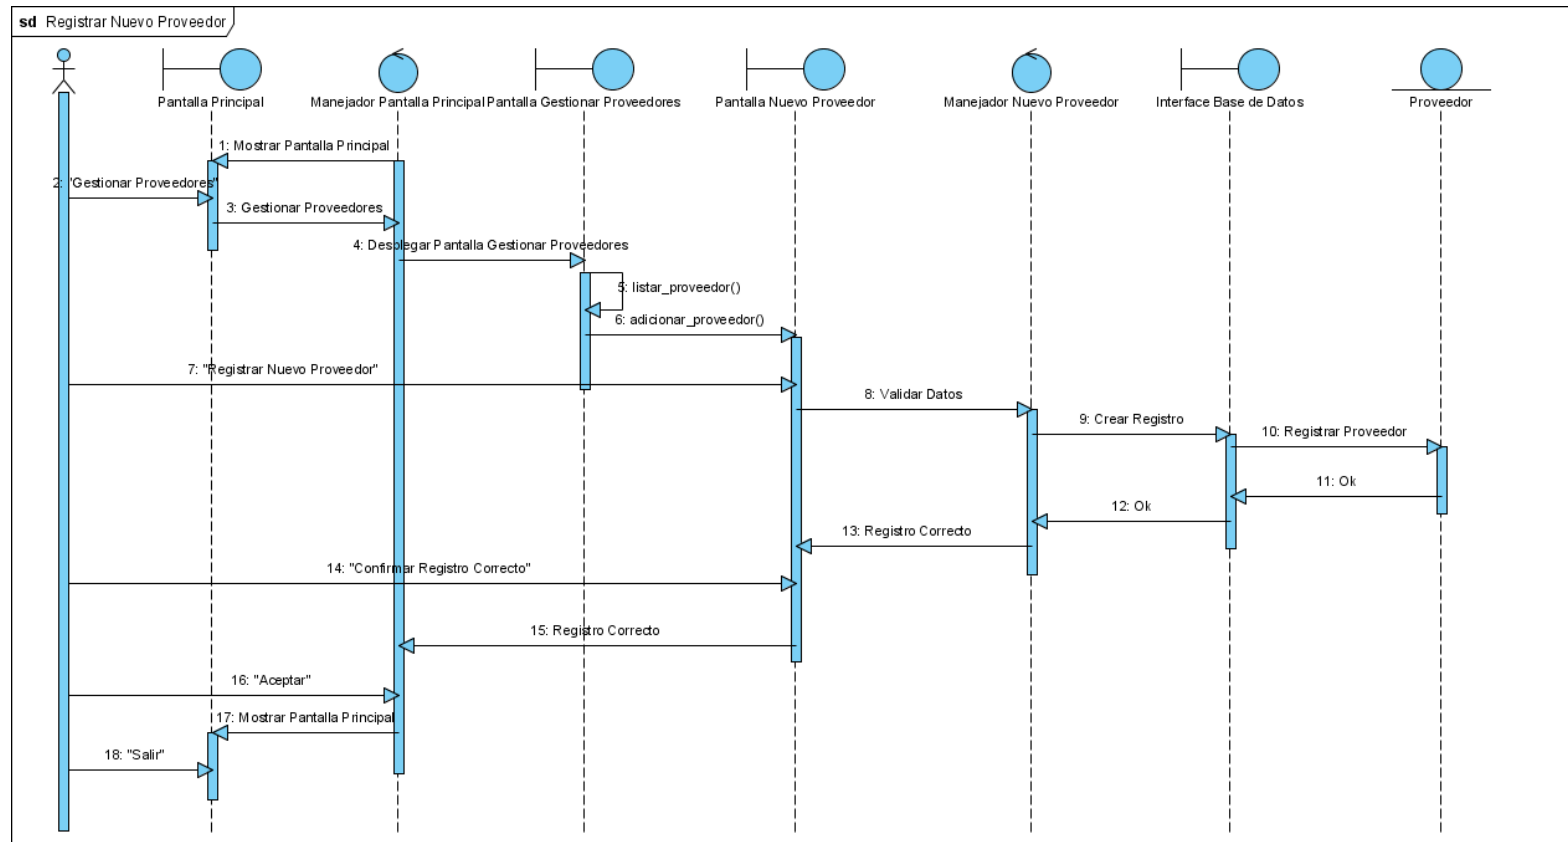 sd Registrar Nuevo Proveedor
Pantalla Principal
Manejador Pantalla Principal
Pantalla Gestionar Proveedores
Pantalla Nuevo Proveedor
Manejador Nuevo Proveedor
Interface Base de Datos
Proveedor
1: Mostrar Pantalla Principal
2: "Gestionar Proveedores"
3: Gestionar Proveedores
4: Desplegar Pantalla Gestionar Proveedores
5: listar_proveedor()
6: adicionar_proveedor()
7: "Registrar Nuevo Proveedor"
8: Validar Datos
9: Crear Registro
10: Registrar Proveedor
11: Ok
12: Ok
13: Registro Correcto
14: "Confirmar Registro Correcto"
15: Registro Correcto
16: "Aceptar"
17: Mostrar Pantalla Principal
18: "Salir"